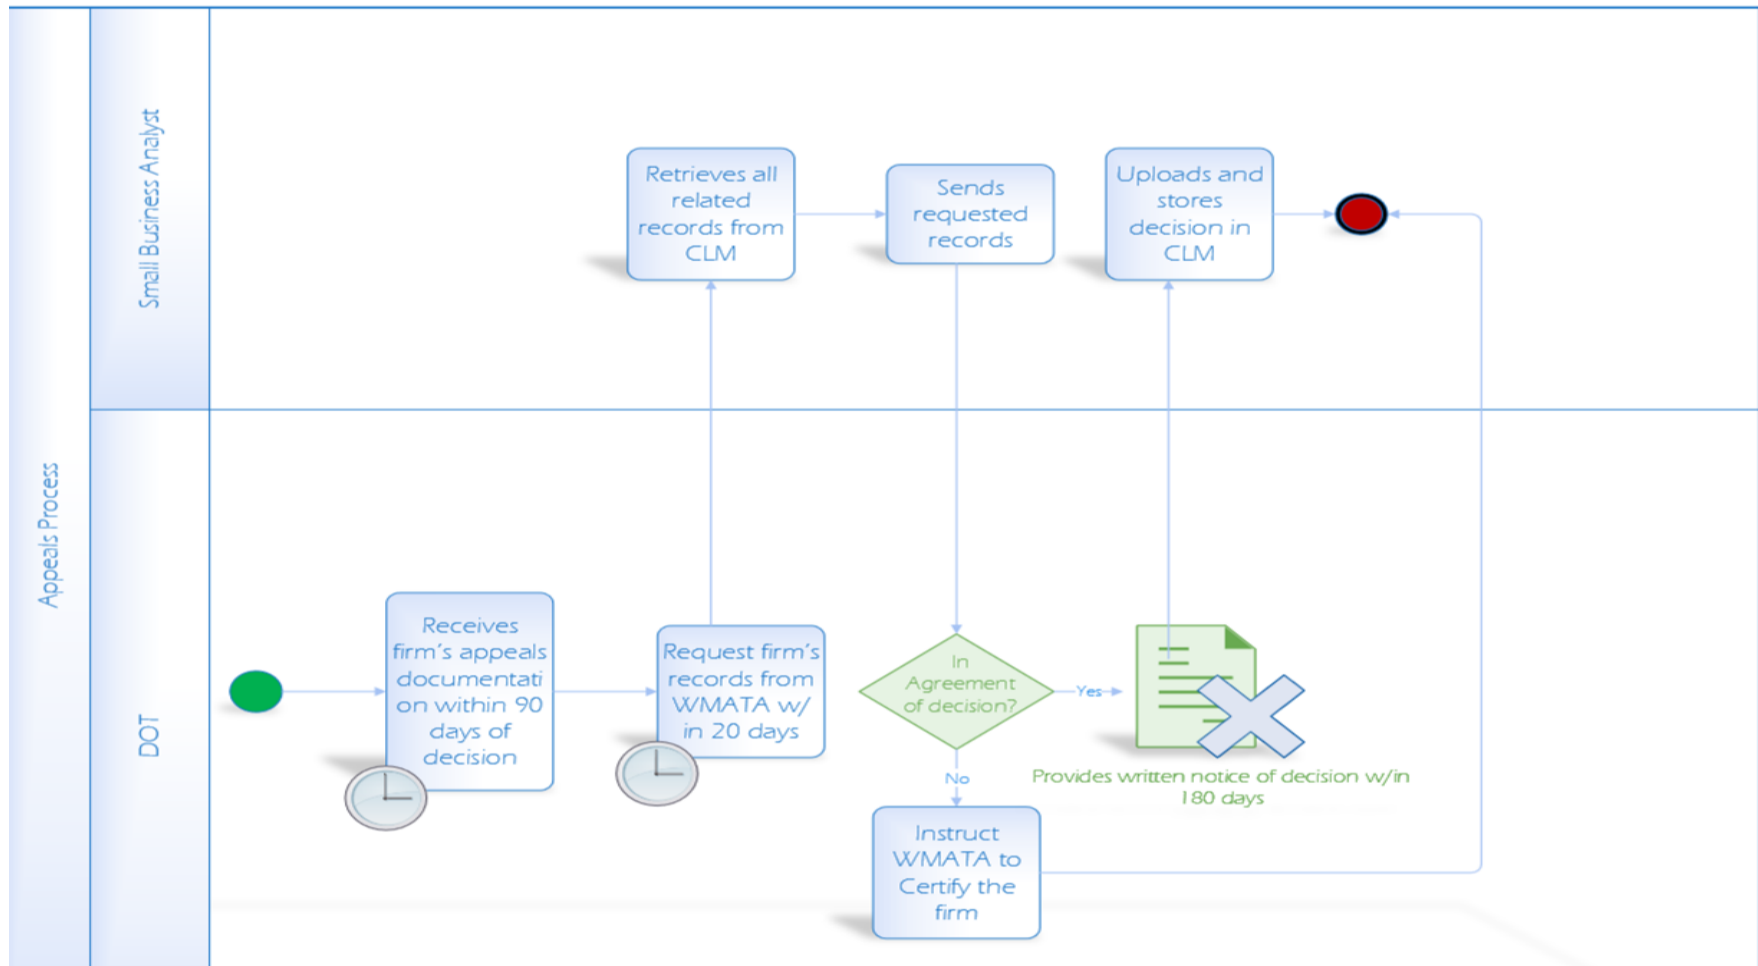 Appeals Process
Small Business Analyst
Retrieves all
related
records from
CLM
Sends
requested
records
Uploads and
stores
decision in
CLM
DOT
Receives
firm's appeals
documentati
on within 90
days of
decision
Request firm's
records from
WMATA w/
in 20 days
In
Agreement
of decision?
Yes
No
Provides written notice of decision w/in
180 days
Instruct
WMATA to
Certify the
firm